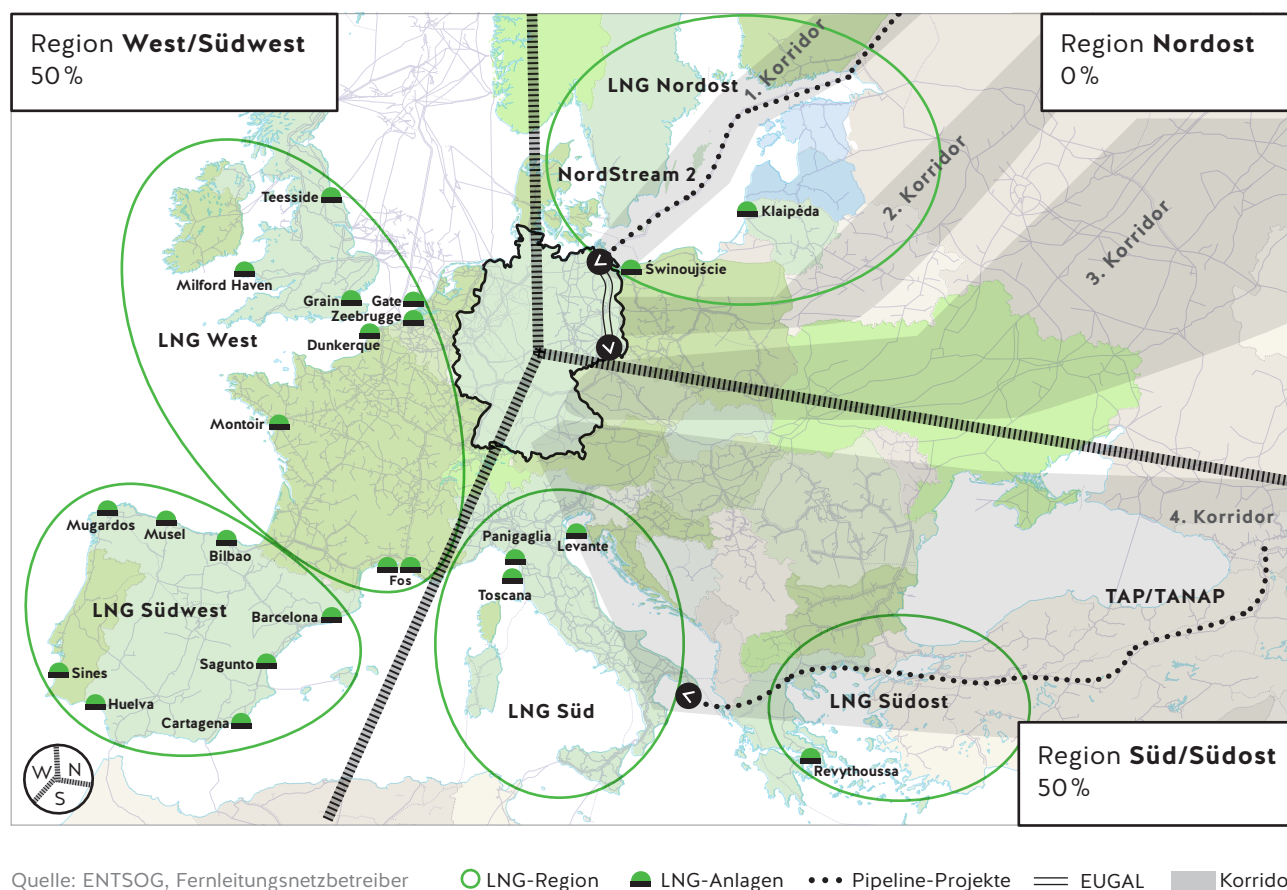 Region West/Südwest
50 %
Region Nordost
0 %
LNG Nordost
1. Korridor
NordStream 2
2. Korridor
3. Korridor
Teesside
Klaipėda
Milford Haven
Świnoujście
Grain
Gate
Zeebrugge
LNG West
Dunkerque
Montoir
4. Korridor
Mugardos
Musel
Bilbao
Panigaglia
Levante
Fos
Toscana
TAP/TANAP
LNG Südwest
Barcelona
Sagunto
Sines
Huelva
Cartagena
LNG Süd
LNG Südost
Revythoussa
Region Süd/Südost
50 %
W N
S
Quelle: ENTSOG, Fernleitungsnetzbetreiber LNG-Region LNG-Anlagen Pipeline-Projekte EUGAL Korrido